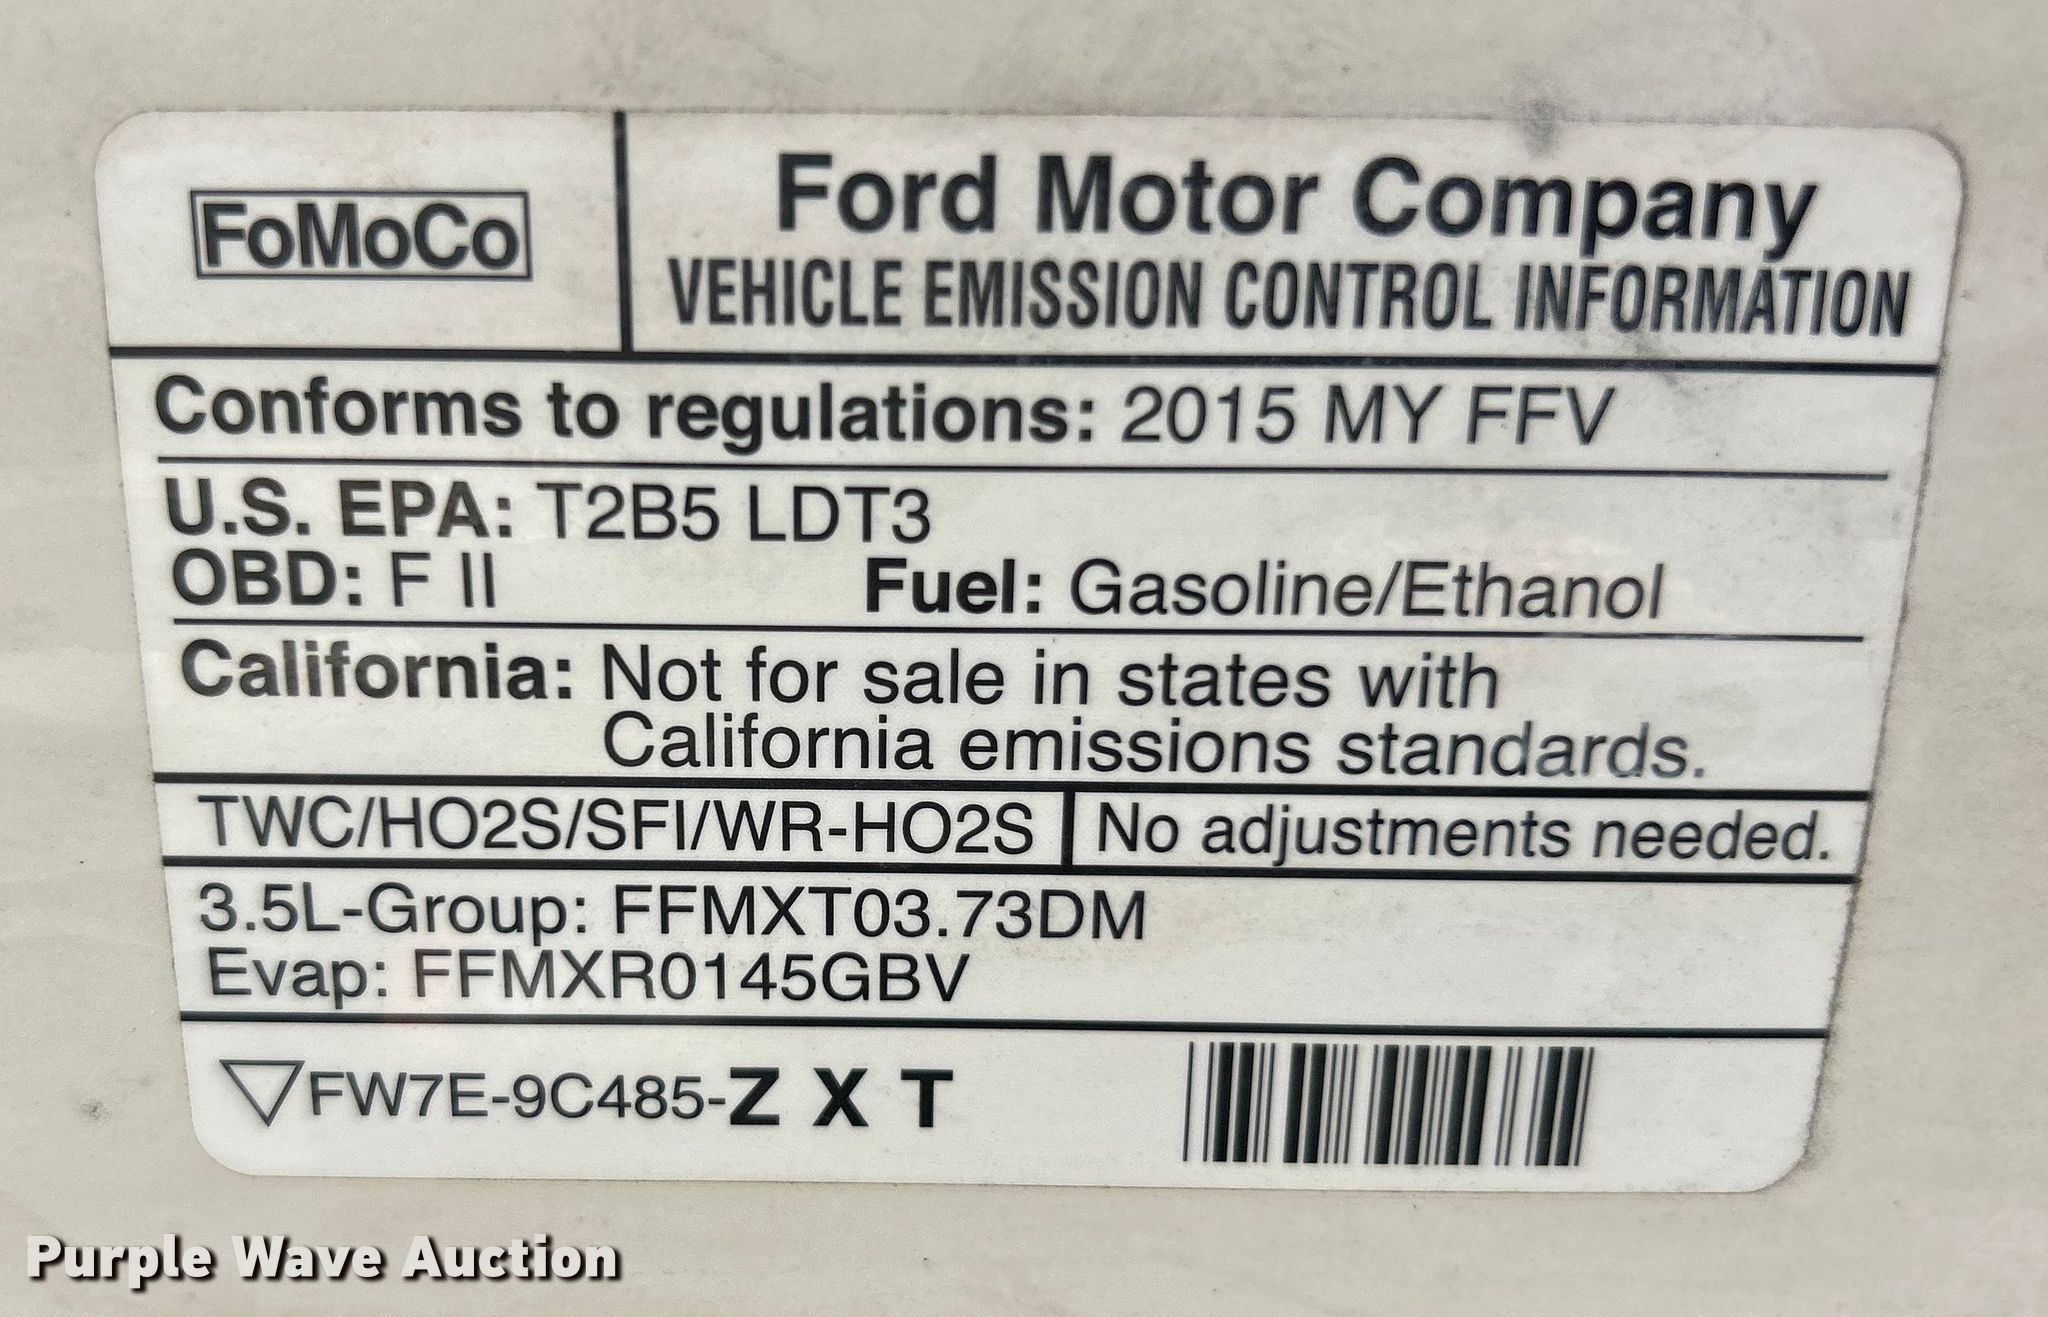 FoMoCo
Ford Motor Company
VEHICLE EMISSION CONTROL INFORMATION
Conforms to regulations: 2015 MY FFV
U.S. EPA: T2B5 LDT3
OBD: F II Fuel: Gasoline/Ethanol
California: Not for sale in states with
California emissions standards.
TWC/HO2S/SFI/WR-HO2S No adjustments needed.
3.5L-Group: FFMXT03.73DM
Evap: FFMXR0145GBV
FW7E-9C485-Z X T
Purple Wave Auction